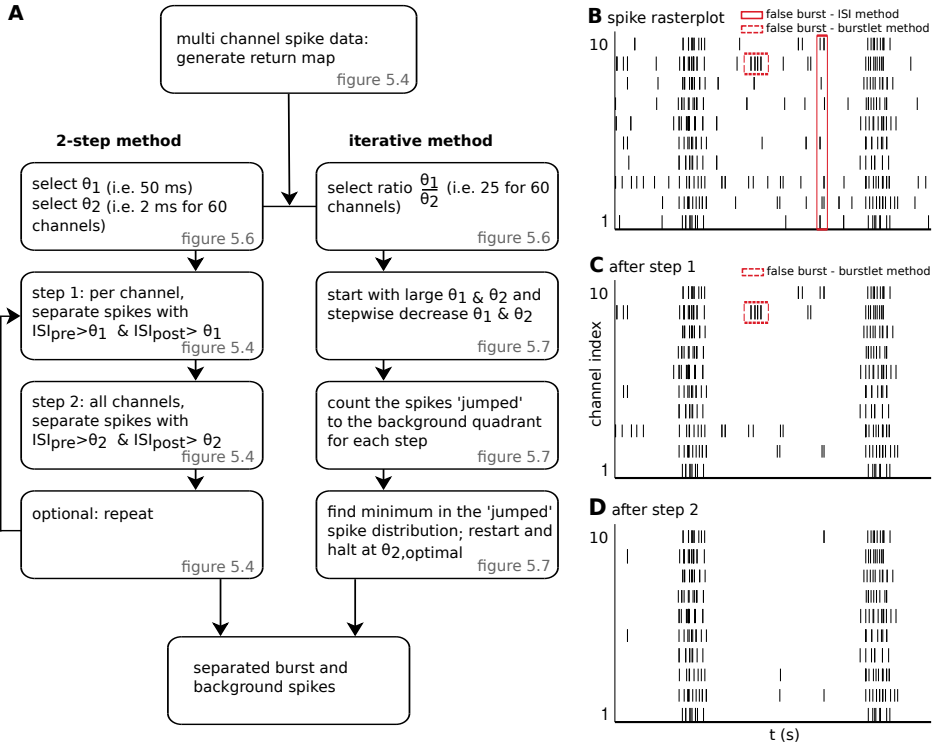 A
multi channel spike data:
generate return map
figure 5.4
2-step method
iterative method
select θ1 (i.e. 50 ms)
select θ2 (i.e. 2 ms for 60
channels)
figure 5.6
select ratio θ1/θ2 (i.e. 25 for 60
channels)
figure 5.6
step 1: per channel,
separate spikes with
ISIpre>θ1 & ISIpost> θ1
figure 5.4
start with large θ1 & θ2 and
stepwise decrease θ1 & θ2
figure 5.7
step 2: all channels,
separate spikes with
ISIpre>θ2 & ISIpost> θ2
figure 5.4
count the spikes 'jumped'
to the background quadrant
for each step
figure 5.7
optional: repeat
figure 5.4
find minimum in the 'jumped'
spike distribution; restart and
halt at θ2,optimal
figure 5.7
separated burst and
background spikes
B spike rasterplot
false burst - ISI method
false burst - burstlet method
10
1
C after step 1
false burst - burstlet method
10
channel index
1
D after step 2
10
1
t (s)